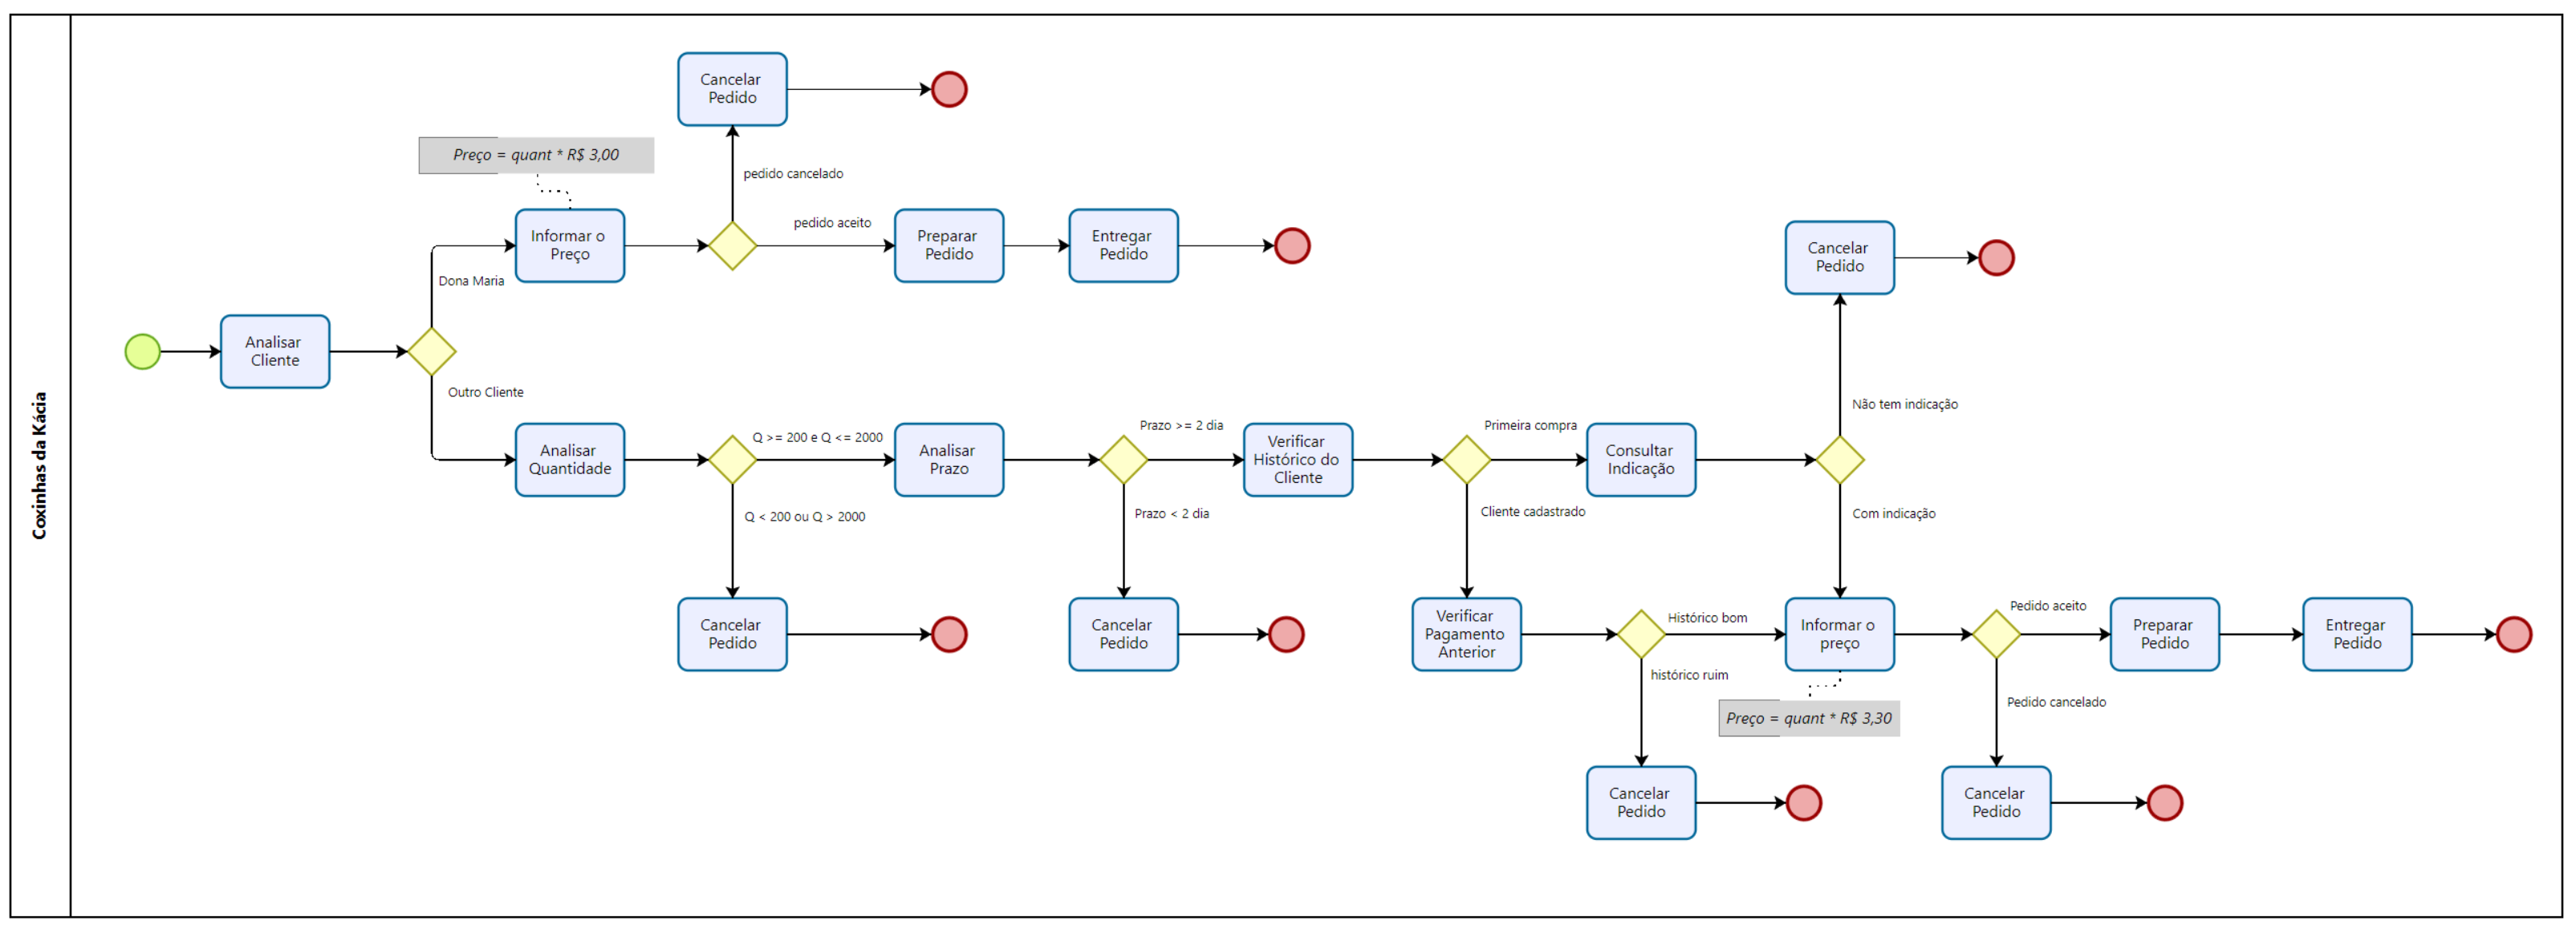 Coxinhas da Kácia
Cancelar
Pedido
Preço = quant * R$ 3,00
pedido cancelado
Informar o
Preço
pedido aceito
Preparar
Pedido
Entregar
Pedido
Dona Maria
Cancelar
Pedido
Analisar
Cliente
Outro Cliente
Não tem indicação
Analisar
Quantidade
Q >= 200 e Q <= 2000
Analisar
Prazo
Prazo >= 2 dia
Verificar
Histórico do
Cliente
Primeira compra
Consultar
Indicação
Q < 200 ou Q > 2000
Prazo < 2 dia
Cliente cadastrado
Com indicação
Cancelar
Pedido
Cancelar
Pedido
Verificar
Pagamento
Anterior
Histórico bom
histórico ruim
Informar o
preço
Pedido aceito
Preparar
Pedido
Entregar
Pedido
Preço = quant * R$ 3,30
Pedido cancelado
Cancelar
Pedido
Cancelar
Pedido